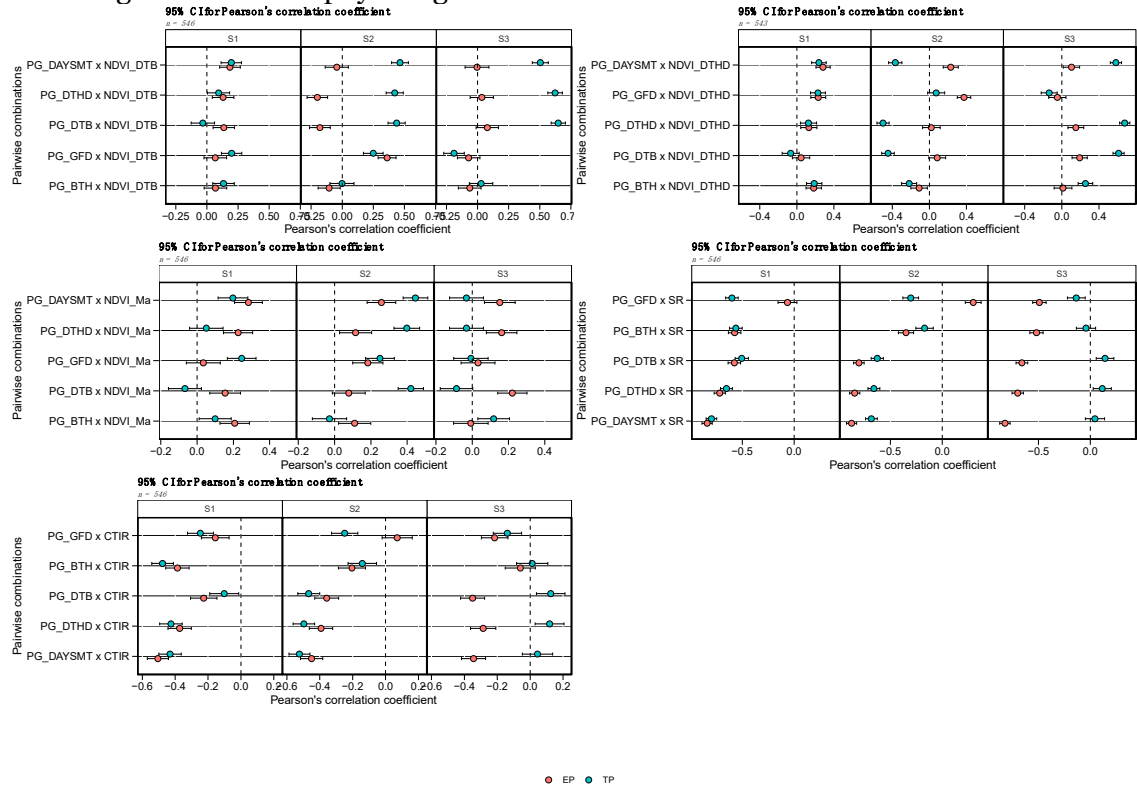 95% CI for Pearson's correlation coefficient
n = 546
S1 S2 S3
PG_DAYSMT x NDVI_DTB
PG_DTHD x NDVI_DTB
PG_DTB x NDVI_DTB
PG_GFD x NDVI_DTB
PG_BTH x NDVI_DTB
Pairwise combinations
−0.25 0.00 0.25 0.50 0.00 0.25 0.50 0.00 0.25 0.50 0.7
Pearson's correlation coefficient
95% CI for Pearson's correlation coefficient
n = 543
S1 S2 S3
PG_DAYSMT x NDVI_DTHD
PG_GFD x NDVI_DTHD
PG_DTHD x NDVI_DTHD
PG_DTB x NDVI_DTHD
PG_BTH x NDVI_DTHD
Pairwise combinations
−0.4 0.0 0.4 −0.4 0.0 0.4 0.0 0.4
Pearson's correlation coefficient
95% CI for Pearson's correlation coefficient
n = 546
S1 S2 S3
PG_DAYSMT x NDVI_Ma
PG_DTHD x NDVI_Ma
PG_GFD x NDVI_Ma
PG_DTB x NDVI_Ma
PG_BTH x NDVI_Ma
Pairwise combinations
−0.2 0.0 0.2 0.4 −0.2 0.0 0.2 0.4 −0.2 0.0 0.2 0.4
Pearson's correlation coefficient
95% CI for Pearson's correlation coefficient
n = 546
S1 S2 S3
PG_GFD x SR
PG_BTH x SR
PG_DTB x SR
PG_DTHD x SR
PG_DAYSMT x SR
Pairwise combinations
−0.5 0.0 −0.5 0.0 −0.5 0.0
Pearson's correlation coefficient
95% CI for Pearson's correlation coefficient
n = 546
S1 S2 S3
PG_GFD x CTIR
PG_BTH x CTIR
PG_DTB x CTIR
PG_DTHD x CTIR
PG_DAYSMT x CTIR
Pairwise combinations
−0.6 −0.4 −0.2 0.0 0.2 −0.6 −0.4 −0.2 0.0 0.2 −0.6 −0.4 −0.2 0.0 0.2
Pearson's correlation coefficient
EP TP